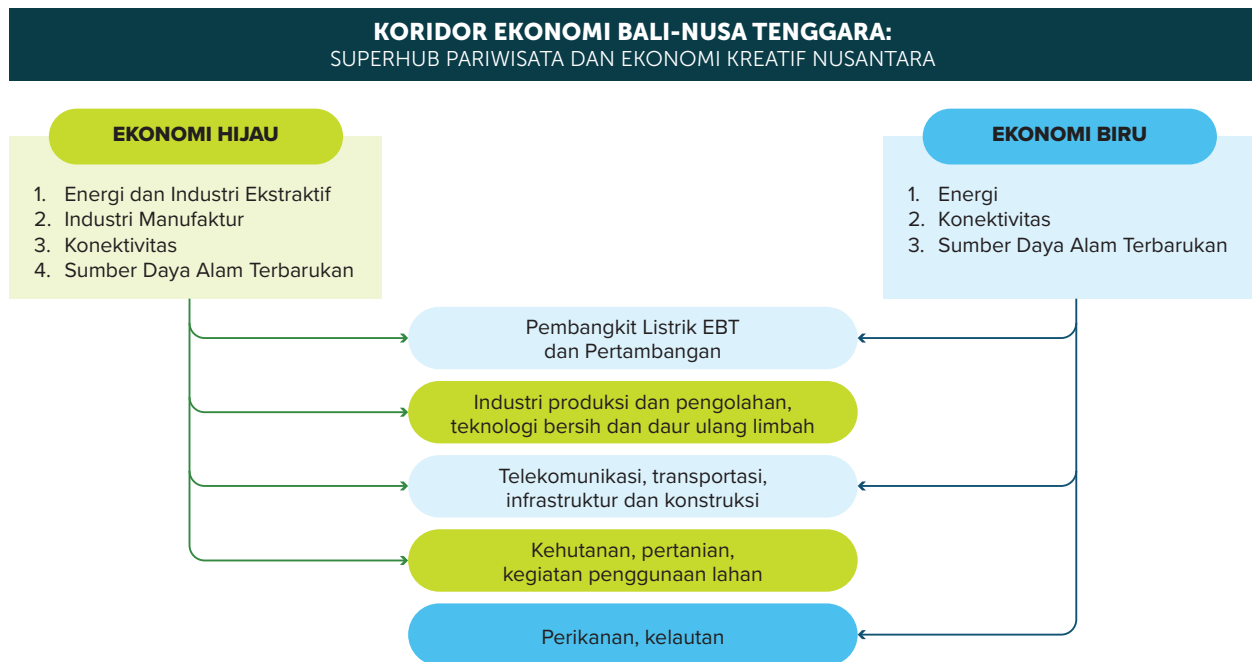 KORIDOR EKONOMI BALI-NUSA TENGGARA:
SUPERHUB PARIWISATA DAN EKONOMI KREATIF NUSANTARA
EKONOMI HIJAU
1. Energi dan Industri Ekstraktif
2. Industri Manufaktur
3. Konektivitas
4. Sumber Daya Alam Terbarukan
EKONOMI BIRU
1. Energi
2. Konektivitas
3. Sumber Daya Alam Terbarukan
Pembangkit Listrik EBT
dan Pertambangan
Industri produksi dan pengolahan,
teknologi bersih dan daur ulang limbah
Telekomunikasi, transportasi,
infrastruktur dan konstruksi
Kehutanan, pertanian,
kegiatan penggunaan lahan
Perikanan, kelautan